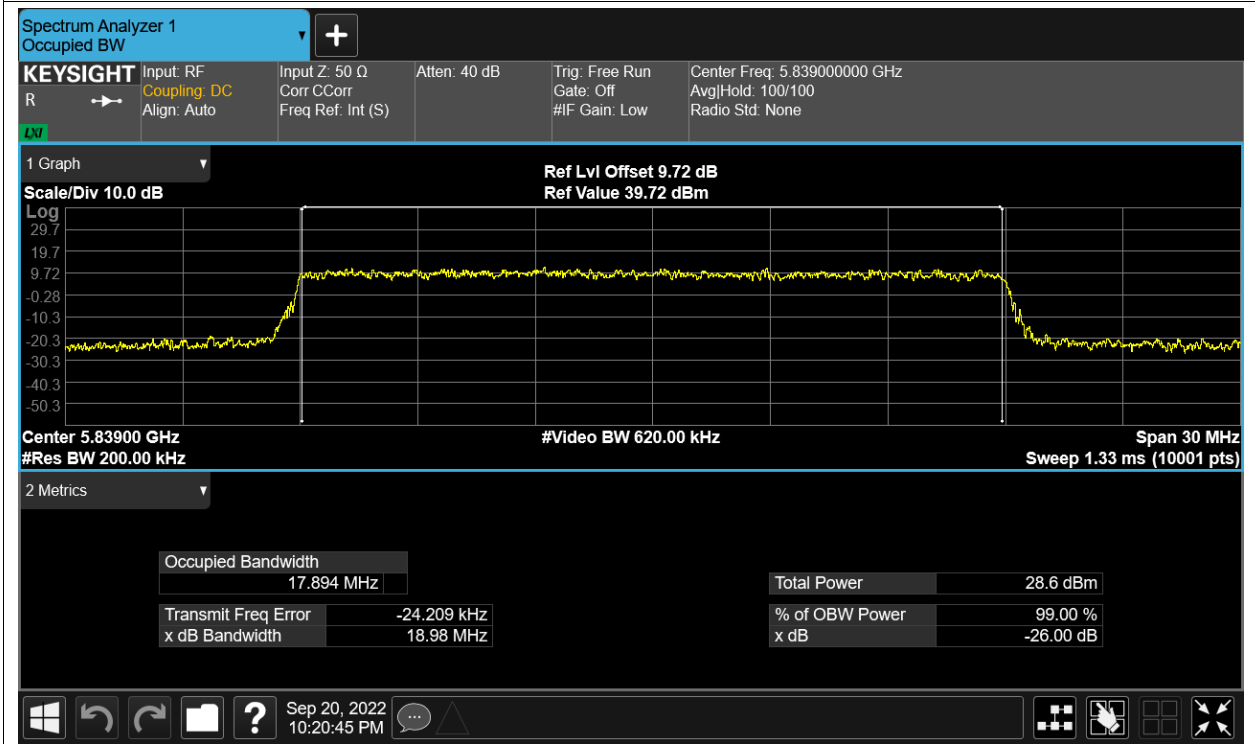 Spectrum Analyzer 1
Occupied BW
KEYSIGHT
R
LXI
Input: RF
Coupling: DC
Align: Auto
Input Z: 50 Ω
Corr CCorr
Freq Ref: Int (S)
Atten: 40 dB
Trig: Free Run
Gate: Off
#IF Gain: Low
Center Freq: 5.839000000 GHz
Avg|Hold: 100/100
Radio Std: None
1 Graph
Scale/Div 10.0 dB
Ref Lvl Offset 9.72 dB
Ref Value 39.72 dBm
Log
29.7
19.7
9.72
-0.28
-10.3
-20.3
-30.3
-40.3
-50.3
Center 5.83900 GHz
#Video BW 620.00 kHz
Span 30 MHz
#Res BW 200.00 kHz
Sweep 1.33 ms (10001 pts)
2 Metrics
Occupied Bandwidth
17.894 MHz
Total Power 28.6 dBm
Transmit Freq Error -24.209 kHz
% of OBW Power 99.00 %
x dB Bandwidth 18.98 MHz
x dB -26.00 dB
?
Sep 20, 2022
10:20:45 PM